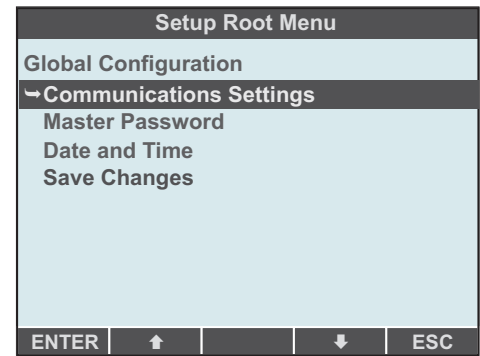 Setup Root Menu
Global Configuration
➥Communications Settings
Master Password
Date and Time
Save Changes
ENTER ⬆ ⬇ ESC